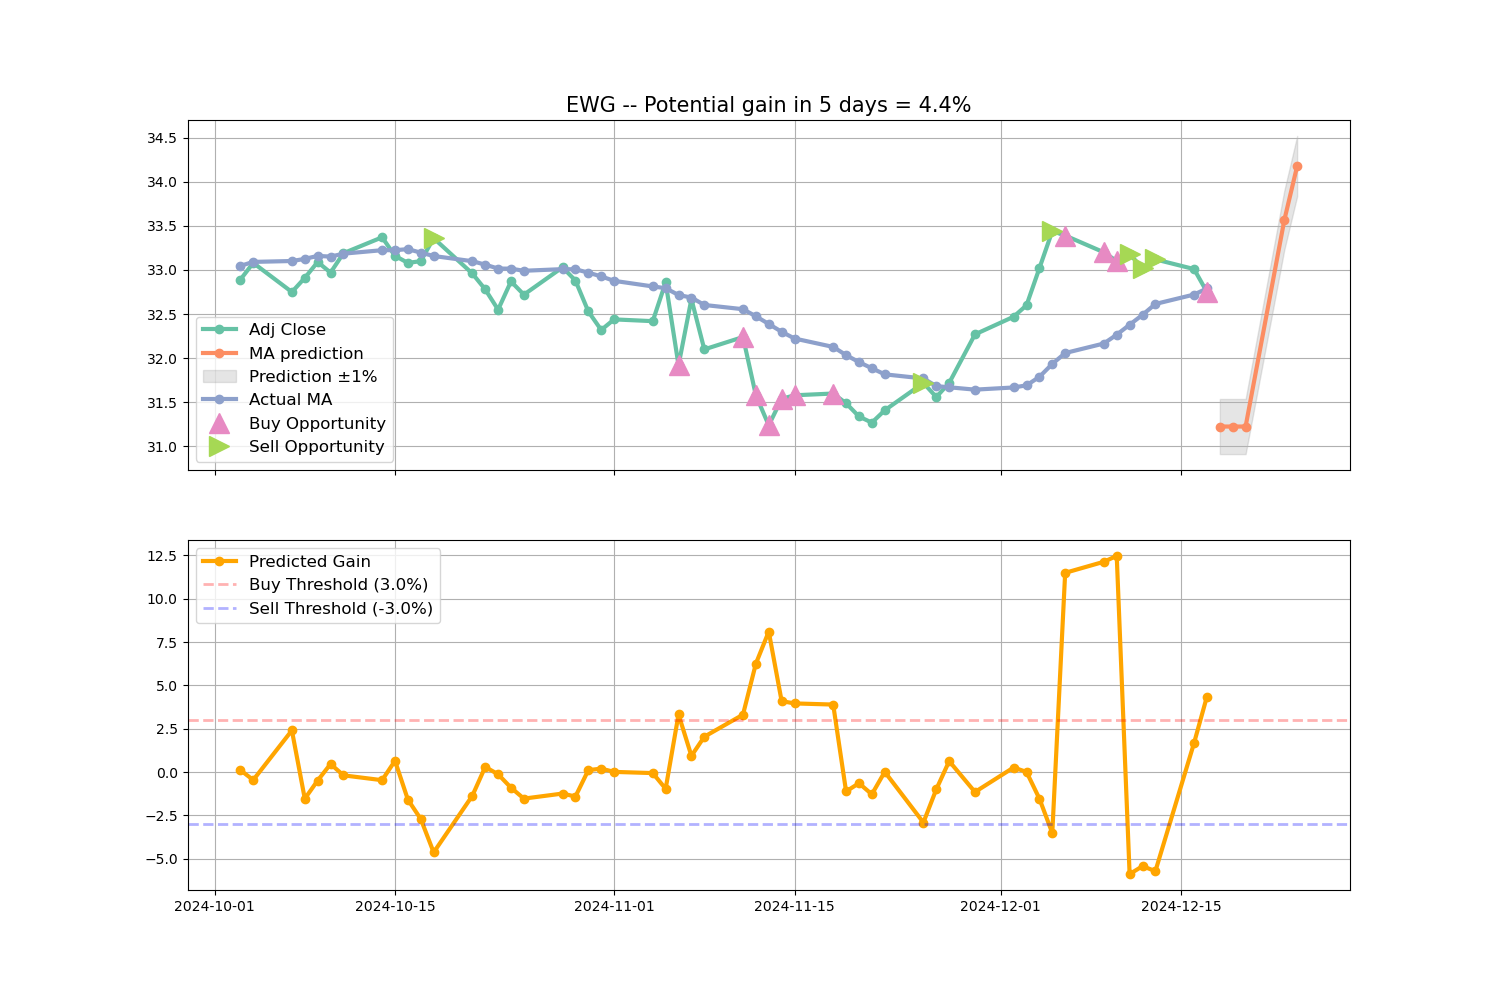 EWG -- Potential gain in 5 days = 4.4%
34.5
34.0
33.5
33.0
32.5
32.0
31.5
31.0
Adj Close
MA prediction
Prediction ±1%
Actual MA
Buy Opportunity
Sell Opportunity
12.5
10.0
7.5
5.0
2.5
0.0
−2.5
−5.0
Predicted Gain
Buy Threshold (3.0%)
Sell Threshold (-3.0%)
2024-10-01
2024-10-15
2024-11-01
2024-11-15
2024-12-01
2024-12-15